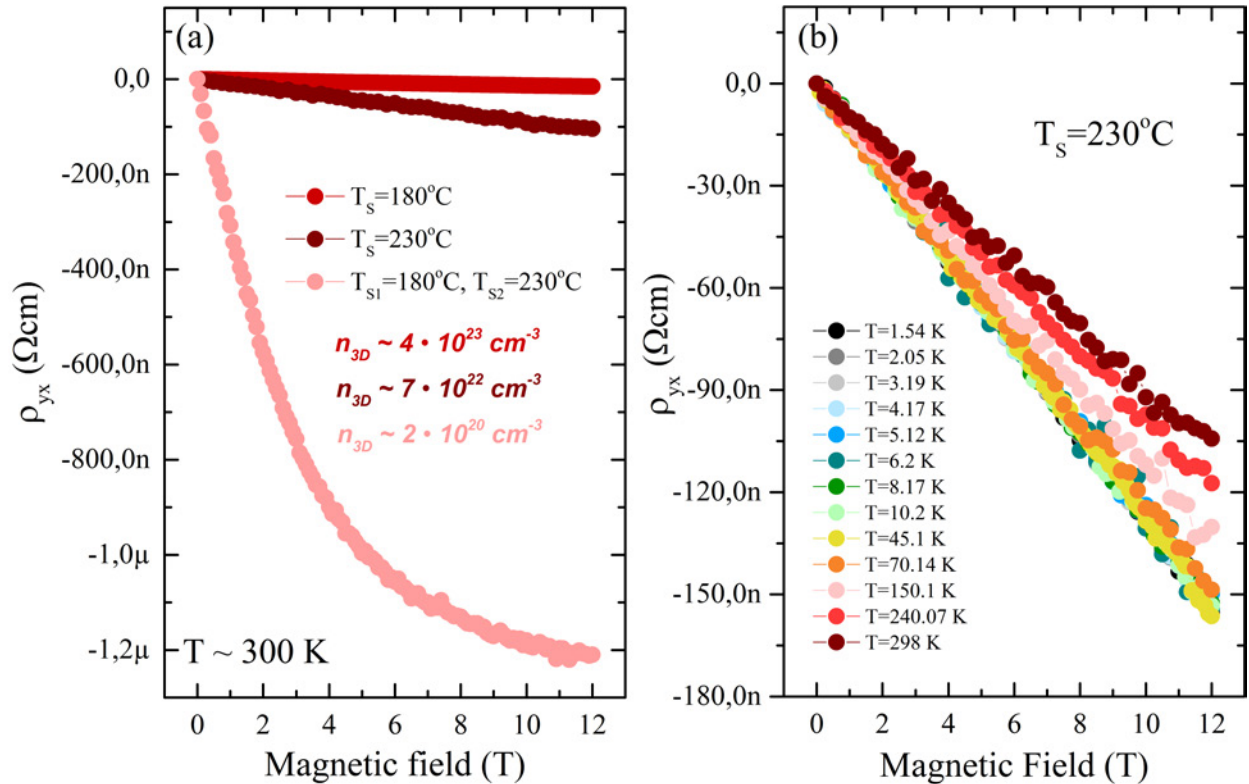 (a)
0,0
-200,0n
-400,0n
-600,0n
-800,0n
-1,0µ
-1,2µ
ρyx (Ωcm)
TS=180°C
TS=230°C
TS1=180°C, TS2=230°C
n3D ~ 4 • 10²³ cm⁻³
n3D ~ 7 • 10²² cm⁻³
n3D ~ 2 • 10²⁰ cm⁻³
T ~ 300 K
0 2 4 6 8 10 12
Magnetic field (T)
(b)
0,0
-30,0n
-60,0n
-90,0n
-120,0n
-150,0n
-180,0n
ρyx (Ωcm)
TS=230°C
T=1.54 K
T=2.05 K
T=3.19 K
T=4.17 K
T=5.12 K
T=6.2 K
T=8.17 K
T=10.2 K
T=45.1 K
T=70.14 K
T=150.1 K
T=240.07 K
T=298 K
0 2 4 6 8 10 12
Magnetic Field (T)